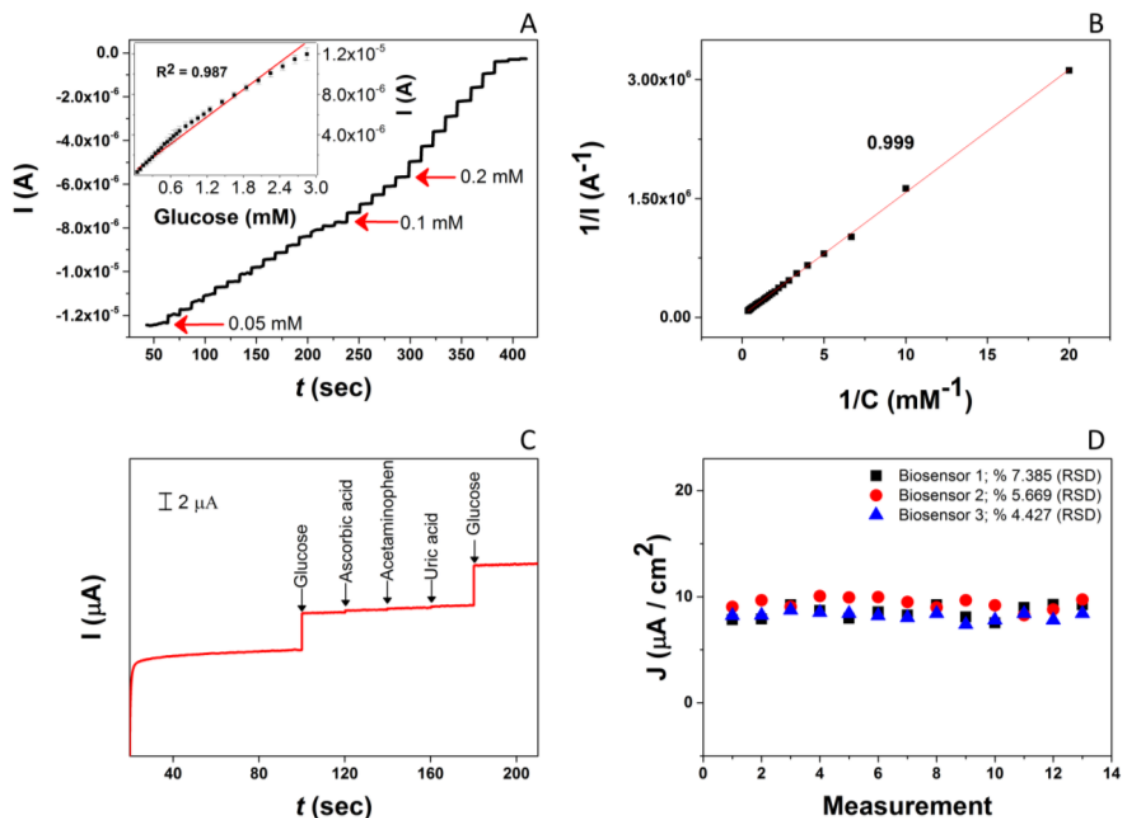 A
0.0
-2.0x10⁻⁶
-4.0x10⁻⁶
-6.0x10⁻⁶
-8.0x10⁻⁶
-1.0x10⁻⁵
-1.2x10⁻⁵
I (A)
50 100 150 200 250 300 350 400
t (sec)
R² = 0.987
1.2x10⁻⁵
8.0x10⁻⁶
4.0x10⁻⁶
I (A)
0.6 1.2 1.8 2.4 3.0
Glucose (mM)
0.2 mM
0.1 mM
0.05 mM
B
3.00x10⁶
1.50x10⁶
0.00
1/I (A⁻¹)
0.999
0 5 10 15 20
1/C (mM⁻¹)
C
2 µA
Glucose
Ascorbic acid
Acetaminophen
Uric acid
Glucose
I (µA)
40 80 120 160 200
t (sec)
D
Biosensor 1; % 7.385 (RSD)
Biosensor 2; % 5.669 (RSD)
Biosensor 3; % 4.427 (RSD)
20
10
0
J (µA / cm²)
0 2 4 6 8 10 12 14
Measurement